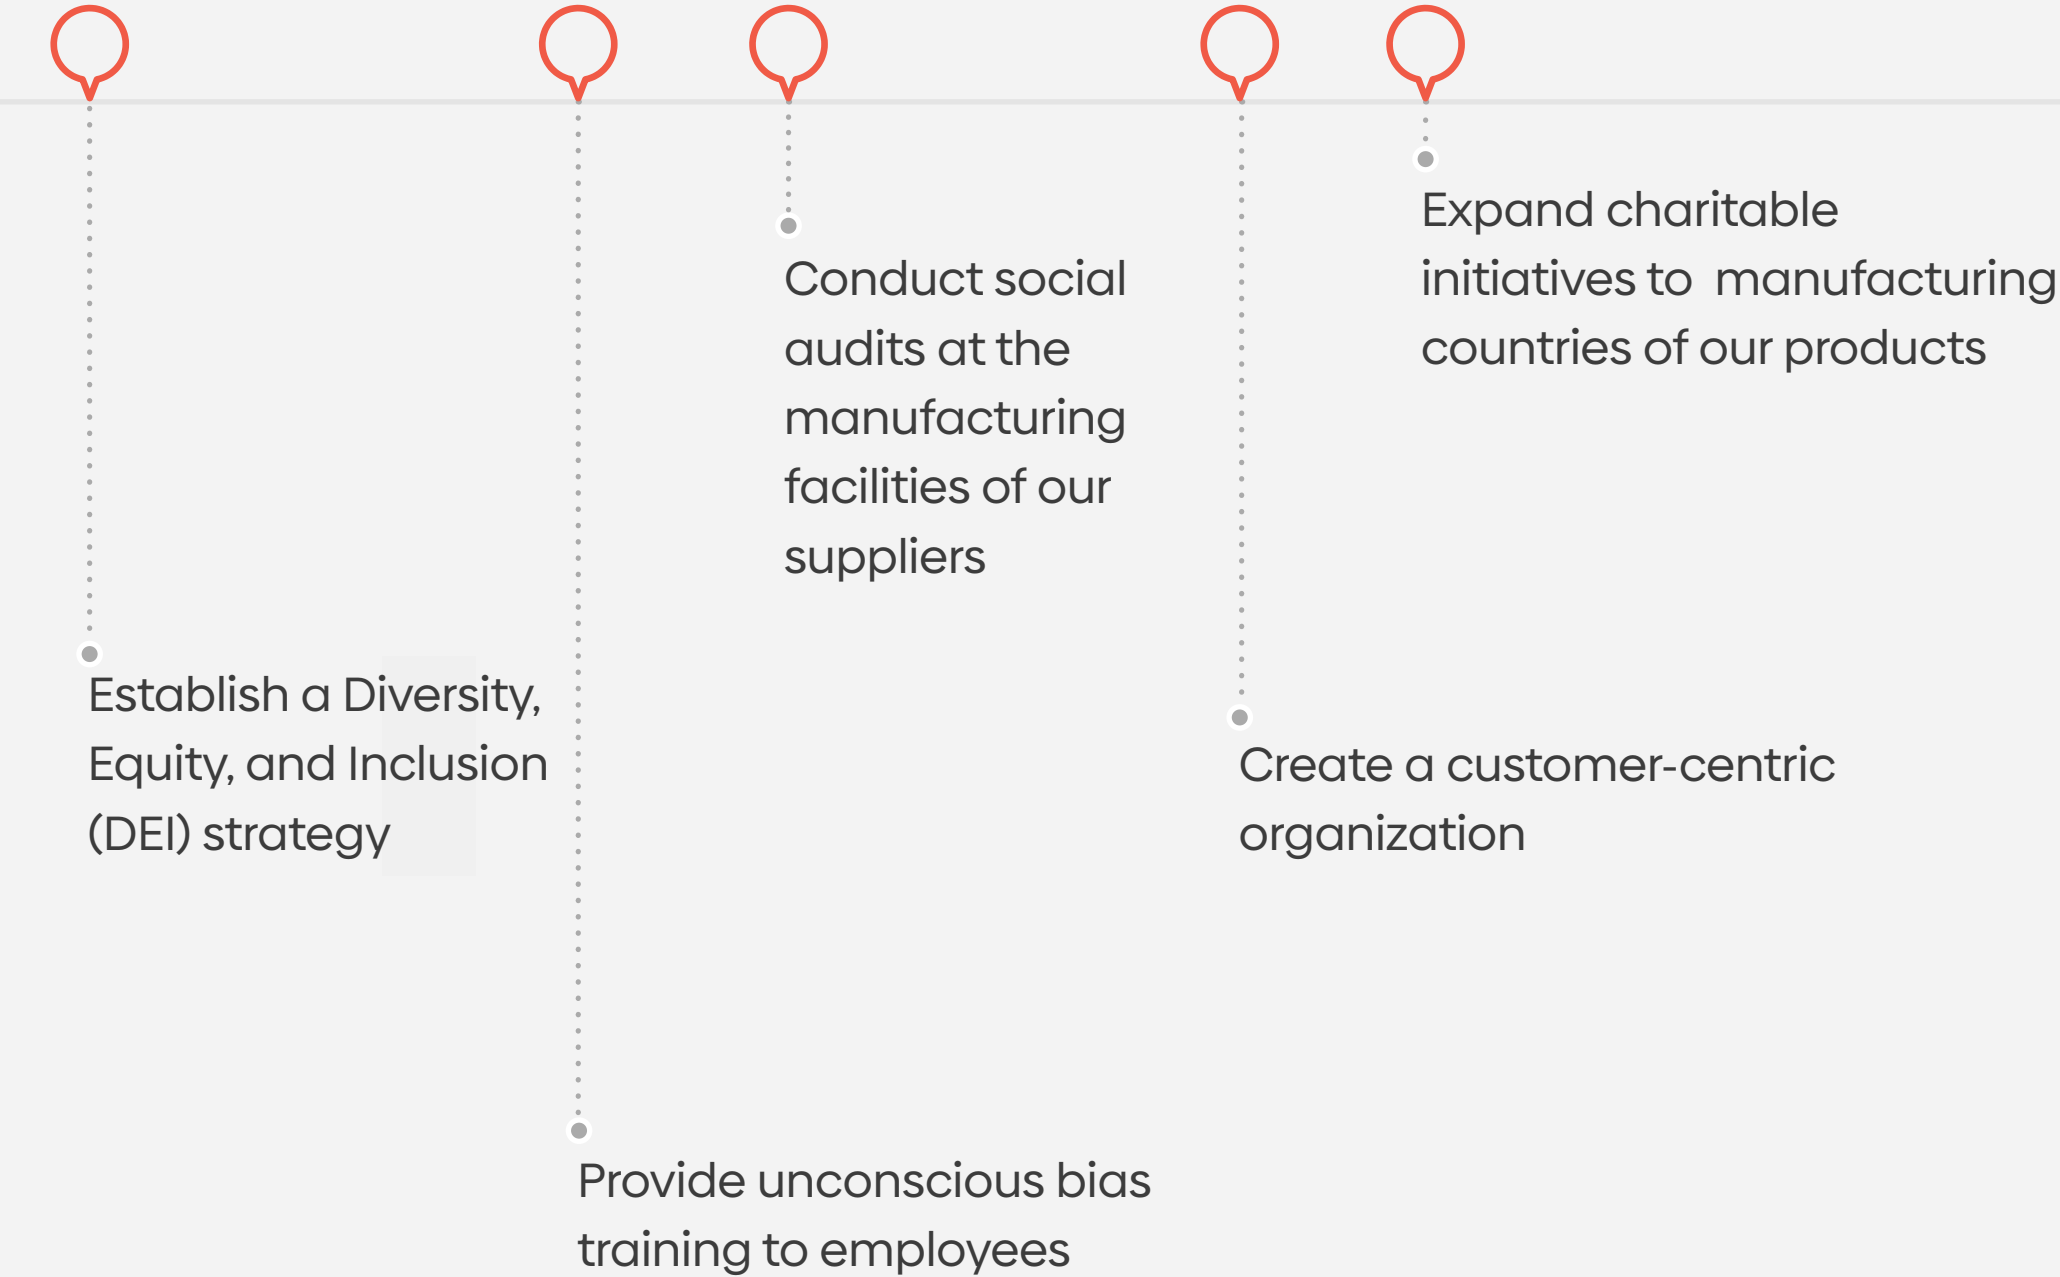 Establish a Diversity,
Equity, and Inclusion
(DEI) strategy
Provide unconscious bias
training to employees
Conduct social
audits at the
manufacturing
facilities of our
suppliers
Create a customer-centric
organization
Expand charitable
initiatives to  manufacturing
countries of our products